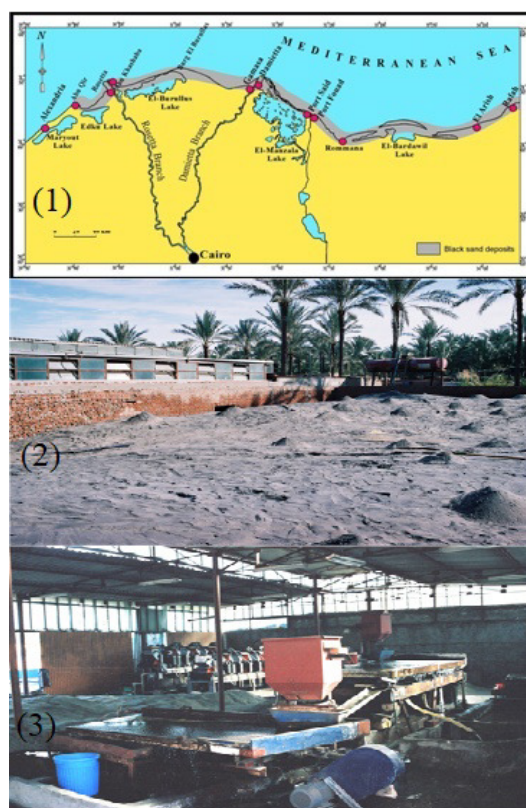 N
MEDITERRANEAN SEA
Alexandria
Abu Qir
Rosetta
Damietta
Port Said
Port Fouad
El Arish
Rafah
Maryout
Lake
Edku Lake
El-Burullus
Lake
El-Manzala
Lake
Rommana
El-Bardawil
Lake
Rosetta Branch
Damietta Branch
(1)
Cairo
Black sand deposits
(2)
(3)